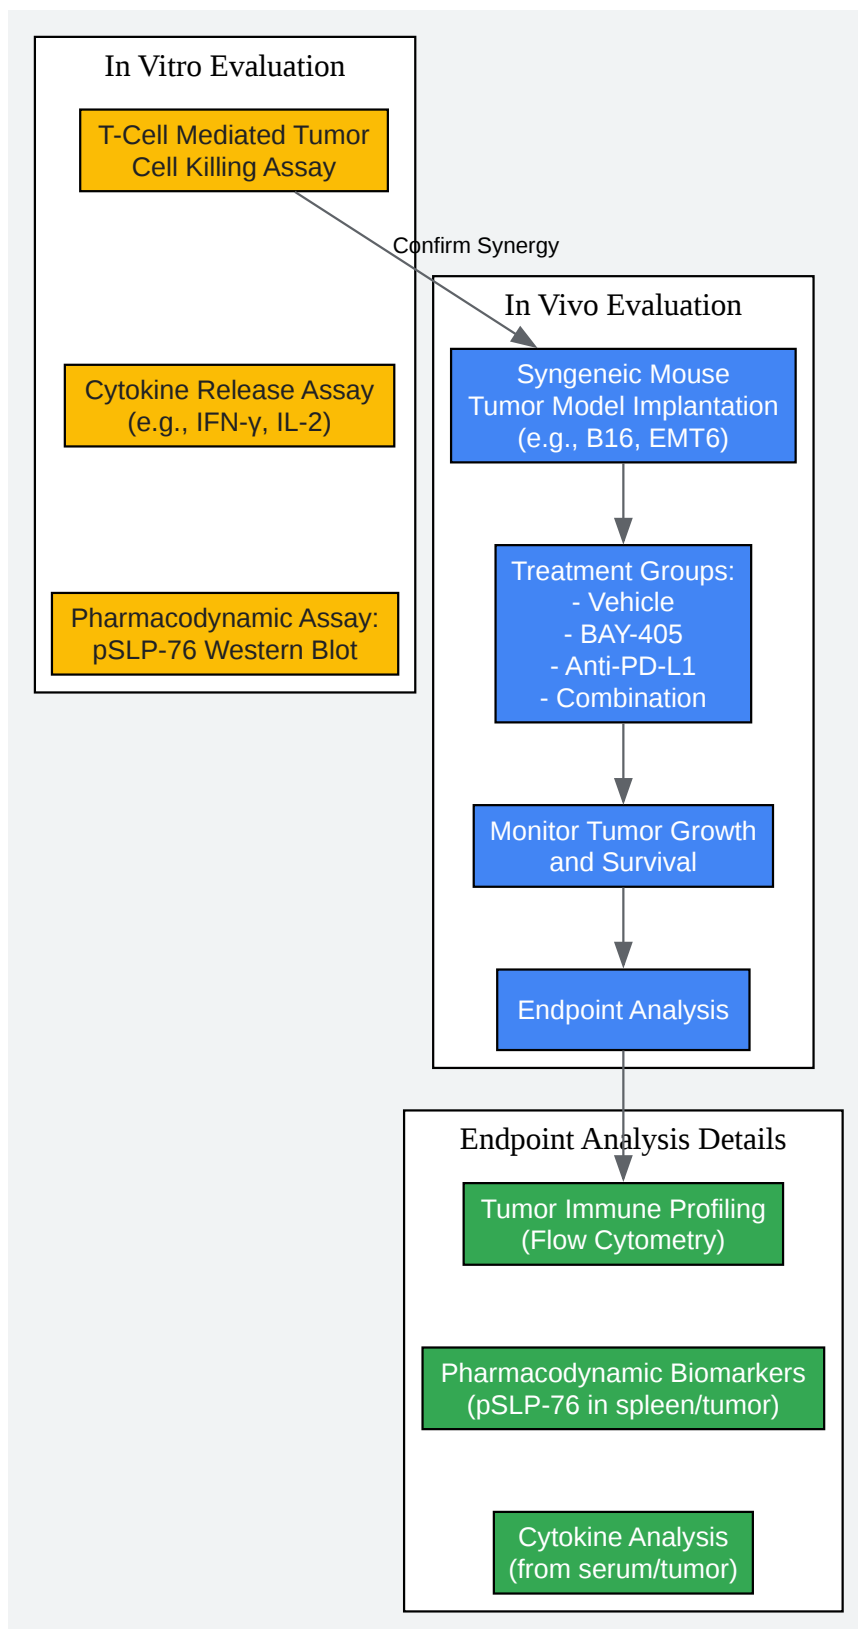 In Vitro Evaluation
T-Cell Mediated Tumor
Cell Killing Assay
Confirm Synergy
Cytokine Release Assay
(e.g., IFN-γ, IL-2)
Pharmacodynamic Assay:
pSLP-76 Western Blot
In Vivo Evaluation
Syngeneic Mouse
Tumor Model Implantation
(e.g., B16, EMT6)
Treatment Groups:
- Vehicle
- BAY-405
- Anti-PD-L1
- Combination
Monitor Tumor Growth
and Survival
Endpoint Analysis
Endpoint Analysis Details
Tumor Immune Profiling
(Flow Cytometry)
Pharmacodynamic Biomarkers
(pSLP-76 in spleen/tumor)
Cytokine Analysis
(from serum/tumor)